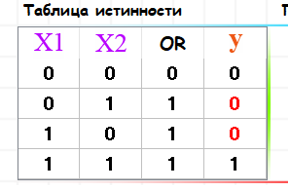 Таблица истинности
X1 X2 OR y
0 0 0 0
0 1 1 0
1 0 1 0
1 1 1 1